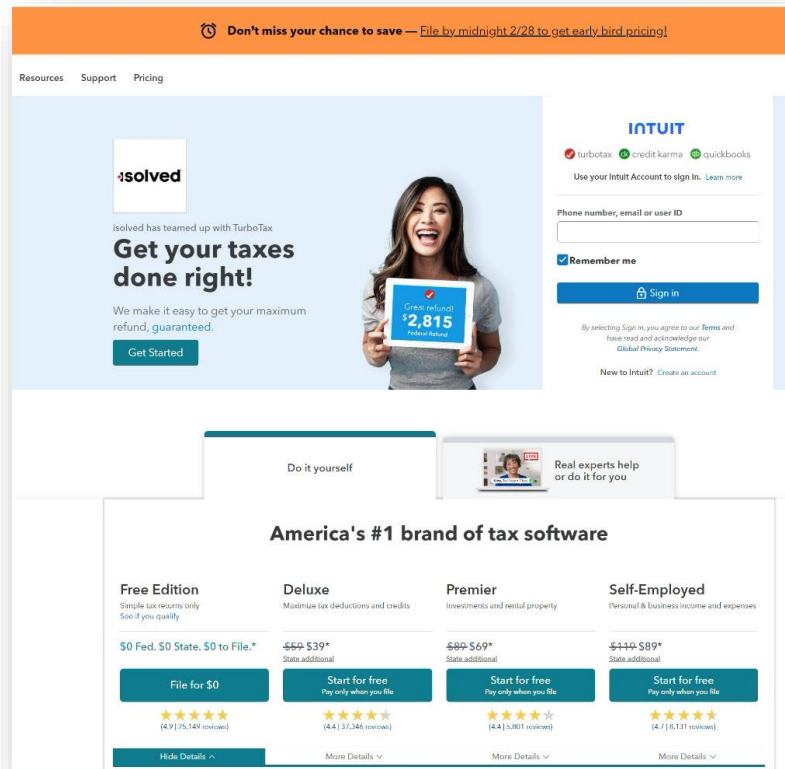 Don't miss your chance to save — File by midnight 2/28 to get early bird pricing!
Resources Support Pricing
isolved
isolved has teamed up with TurboTax
Get your taxes
done right!
We make it easy to get your maximum
refund, guaranteed.
Get Started
Great refund!
$2,815
Federal Refund
INTUIT
turbotax ck credit karma qb quickbooks
Use your Intuit Account to sign in. Learn more
Phone number, email or user ID
Remember me
Sign in
By selecting Sign in, you agree to our Terms and
have read and acknowledge our
Global Privacy Statement.
New to Intuit? Create an account
Do it yourself
LIVE
Real experts help
or do it for you
America's #1 brand of tax software
Free Edition
Simple tax returns only
See if you qualify
$0 Fed. $0 State. $0 to File.*
File for $0
(4.9 | 75,149 reviews)
Hide Details
Deluxe
Maximize tax deductions and credits
$59 $39*
State additional
Start for free
Pay only when you file
(4.4 | 37,346 reviews)
More Details
Premier
Investments and rental property
$89 $69*
State additional
Start for free
Pay only when you file
(4.4 | 5,801 reviews)
More Details
Self-Employed
Personal & business income and expenses
$119 $89*
State additional
Start for free
Pay only when you file
(4.7 | 8,131 reviews)
More Details